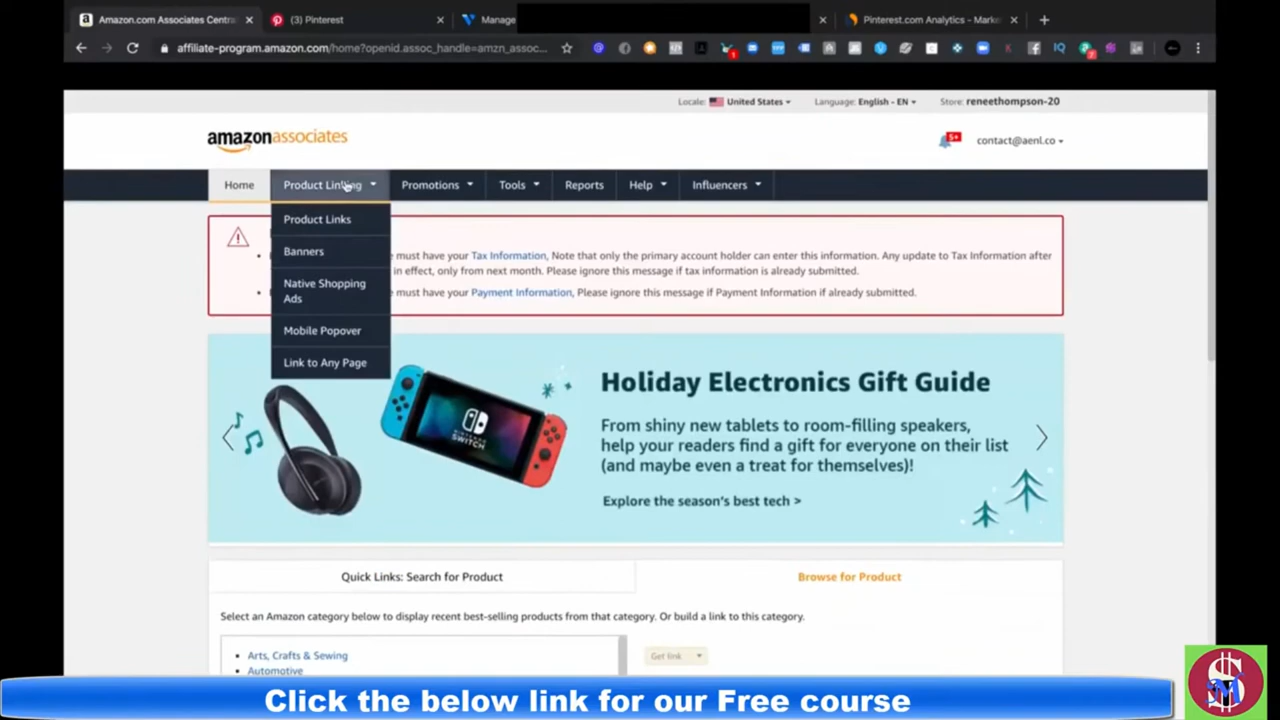 Amazon.com Associates Centra
(3) Pinterest
Manage
Pinterest.com Analytics - Marke
affiliate-program.amazon.com/home?openid.assoc_handle=amzn_assoc...
Locale: United States
Language: English - EN
Store: reneethompson-20
amazonassociates
5+
contact@aenl.co
Home
Product Linking
Promotions
Tools
Reports
Help
Influencers
Product Links
Banners
Native Shopping
Ads
Mobile Popover
Link to Any Page
must have your Tax Information, Note that only the primary account holder can enter this information. Any update to Tax Information after
in effect, only from next month. Please ignore this message if tax information is already submitted.
must have your Payment Information, Please ignore this message if Payment Information if already submitted.
Holiday Electronics Gift Guide
From shiny new tablets to room-filling speakers,
help your readers find a gift for everyone on their list
(and maybe even a treat for themselves)!
Explore the season's best tech >
NINTENDO
SWITCH
Quick Links: Search for Product
Browse for Product
Select an Amazon category below to display recent best-selling products from that category. Or build a link to this category.
Arts, Crafts & Sewing
Automotive
Get link
Click the below link for our Free course